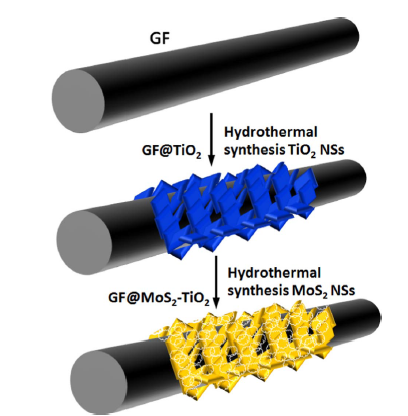 GF
GF@TiO₂
Hydrothermal
synthesis TiO₂ NSs
GF@MoS₂-TiO₂
Hydrothermal
synthesis MoS₂ NSs